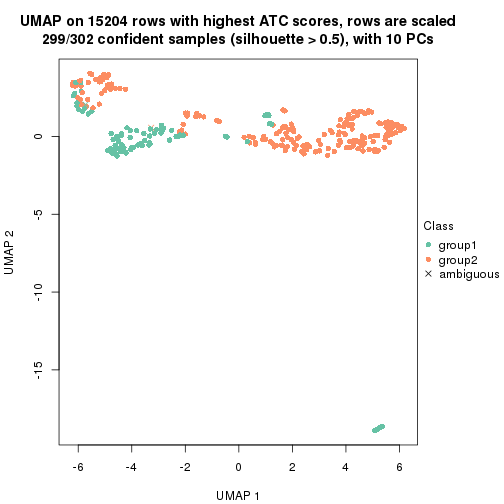 UMAP on 15204 rows with highest ATC scores, rows are scaled
299/302 confident samples (silhouette > 0.5), with 10 PCs
0
-5
-10
-15
UMAP 2
-6 -4 -2 0 2 4 6
UMAP 1
Class
group1
group2
ambiguous